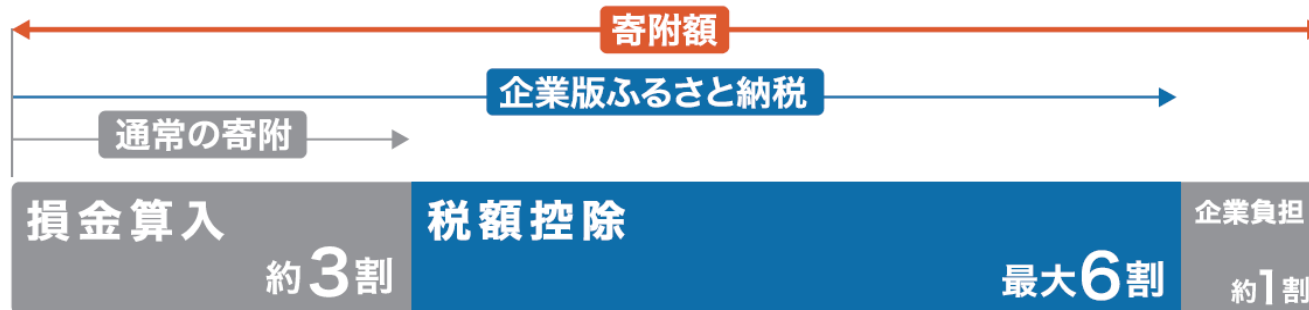 寄附額
企業版ふるさと納税
通常の寄附
損金算入
約3割
税額控除
最大6割
企業負担
約1割